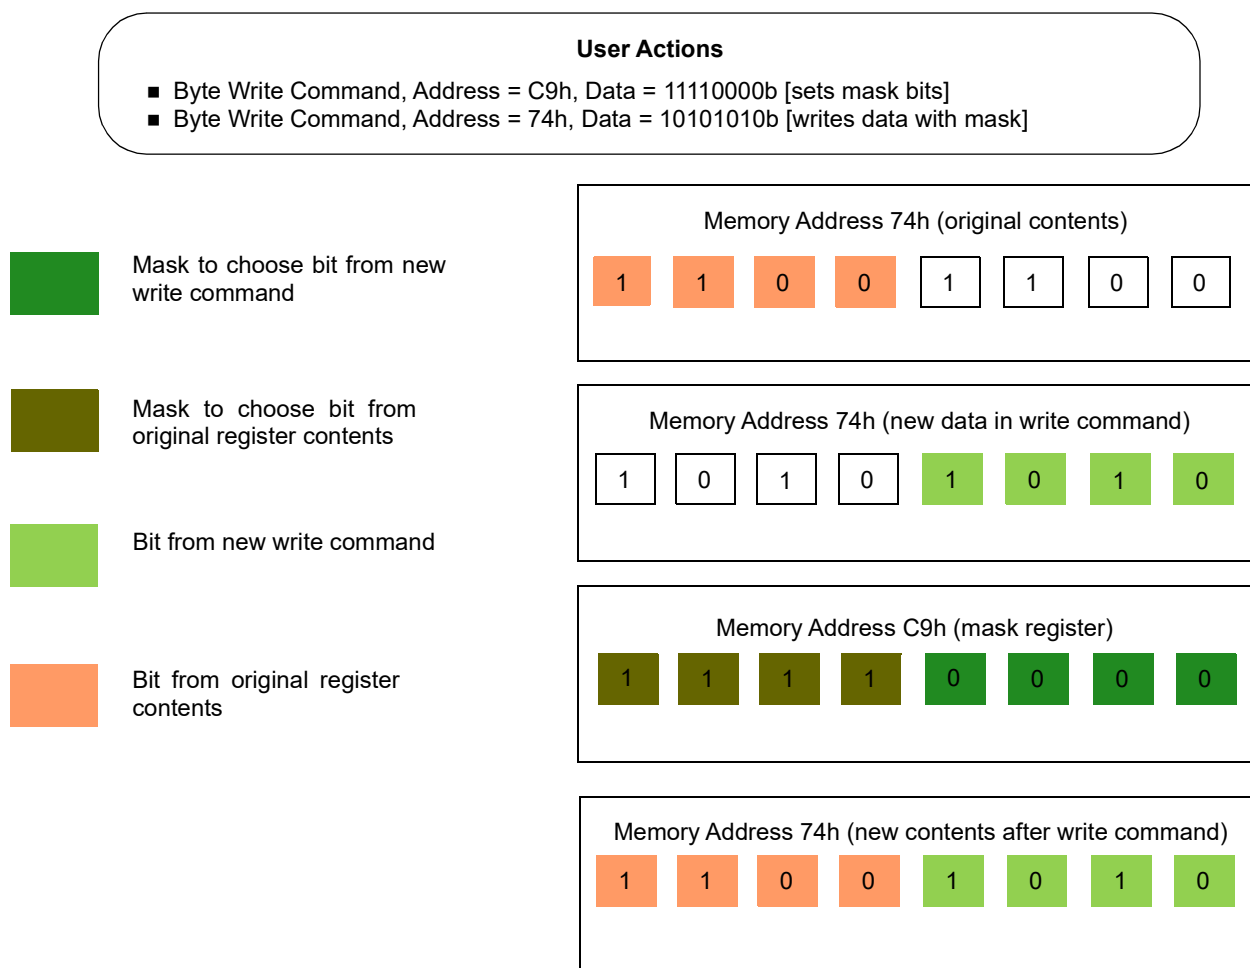 User Actions
■ Byte Write Command, Address = C9h, Data = 11110000b [sets mask bits]
■ Byte Write Command, Address = 74h, Data = 10101010b [writes data with mask]
Mask to choose bit from new
write command
Mask to choose bit from
original register contents
Bit from new write command
Bit from original register
contents
Memory Address 74h (original contents)
1 1 0 0 1 1 0 0
Memory Address 74h (new data in write command)
1 0 1 0 1 0 1 0
Memory Address C9h (mask register)
1 1 1 1 0 0 0 0
Memory Address 74h (new contents after write command)
1 1 0 0 1 0 1 0